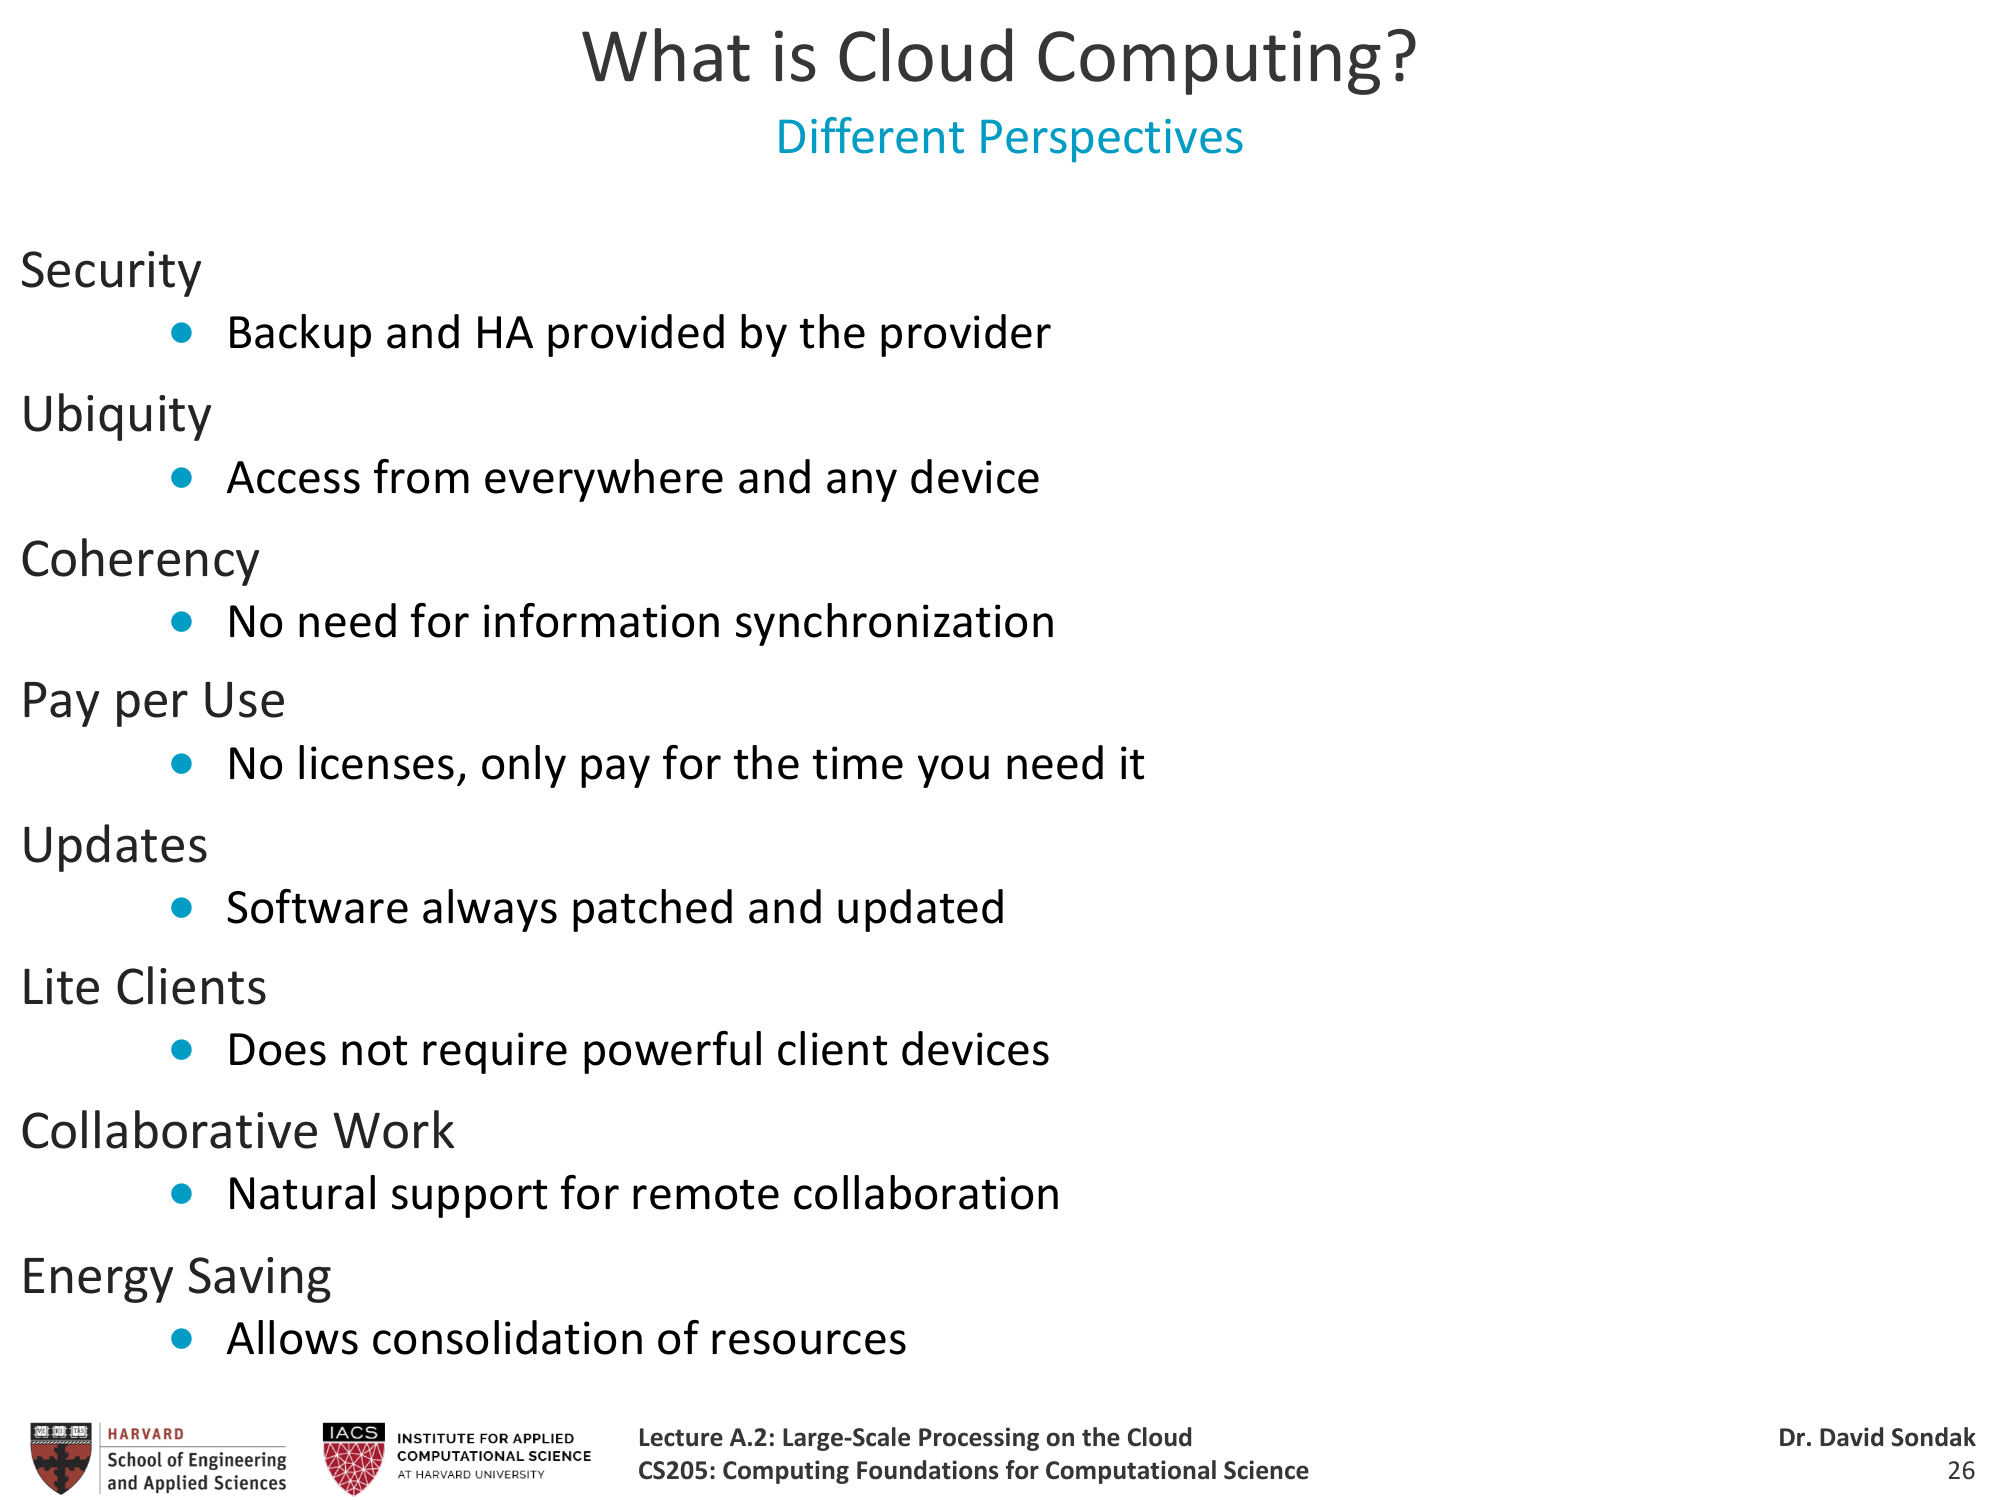 What is Cloud Computing?
Different Perspectives
Security
● Backup and HA provided by the provider
Ubiquity
● Access from everywhere and any device
Coherency
● No need for information synchronization
Pay per Use
● No licenses, only pay for the time you need it
Updates
● Software always patched and updated
Lite Clients
● Does not require powerful client devices
Collaborative Work
● Natural support for remote collaboration
Energy Saving
● Allows consolidation of resources
HARVARD
School of Engineering
and Applied Sciences
IACS
INSTITUTE FOR APPLIED
COMPUTATIONAL SCIENCE
AT HARVARD UNIVERSITY
Lecture A.2: Large-Scale Processing on the Cloud
CS205: Computing Foundations for Computational Science
Dr. David Sondak
26